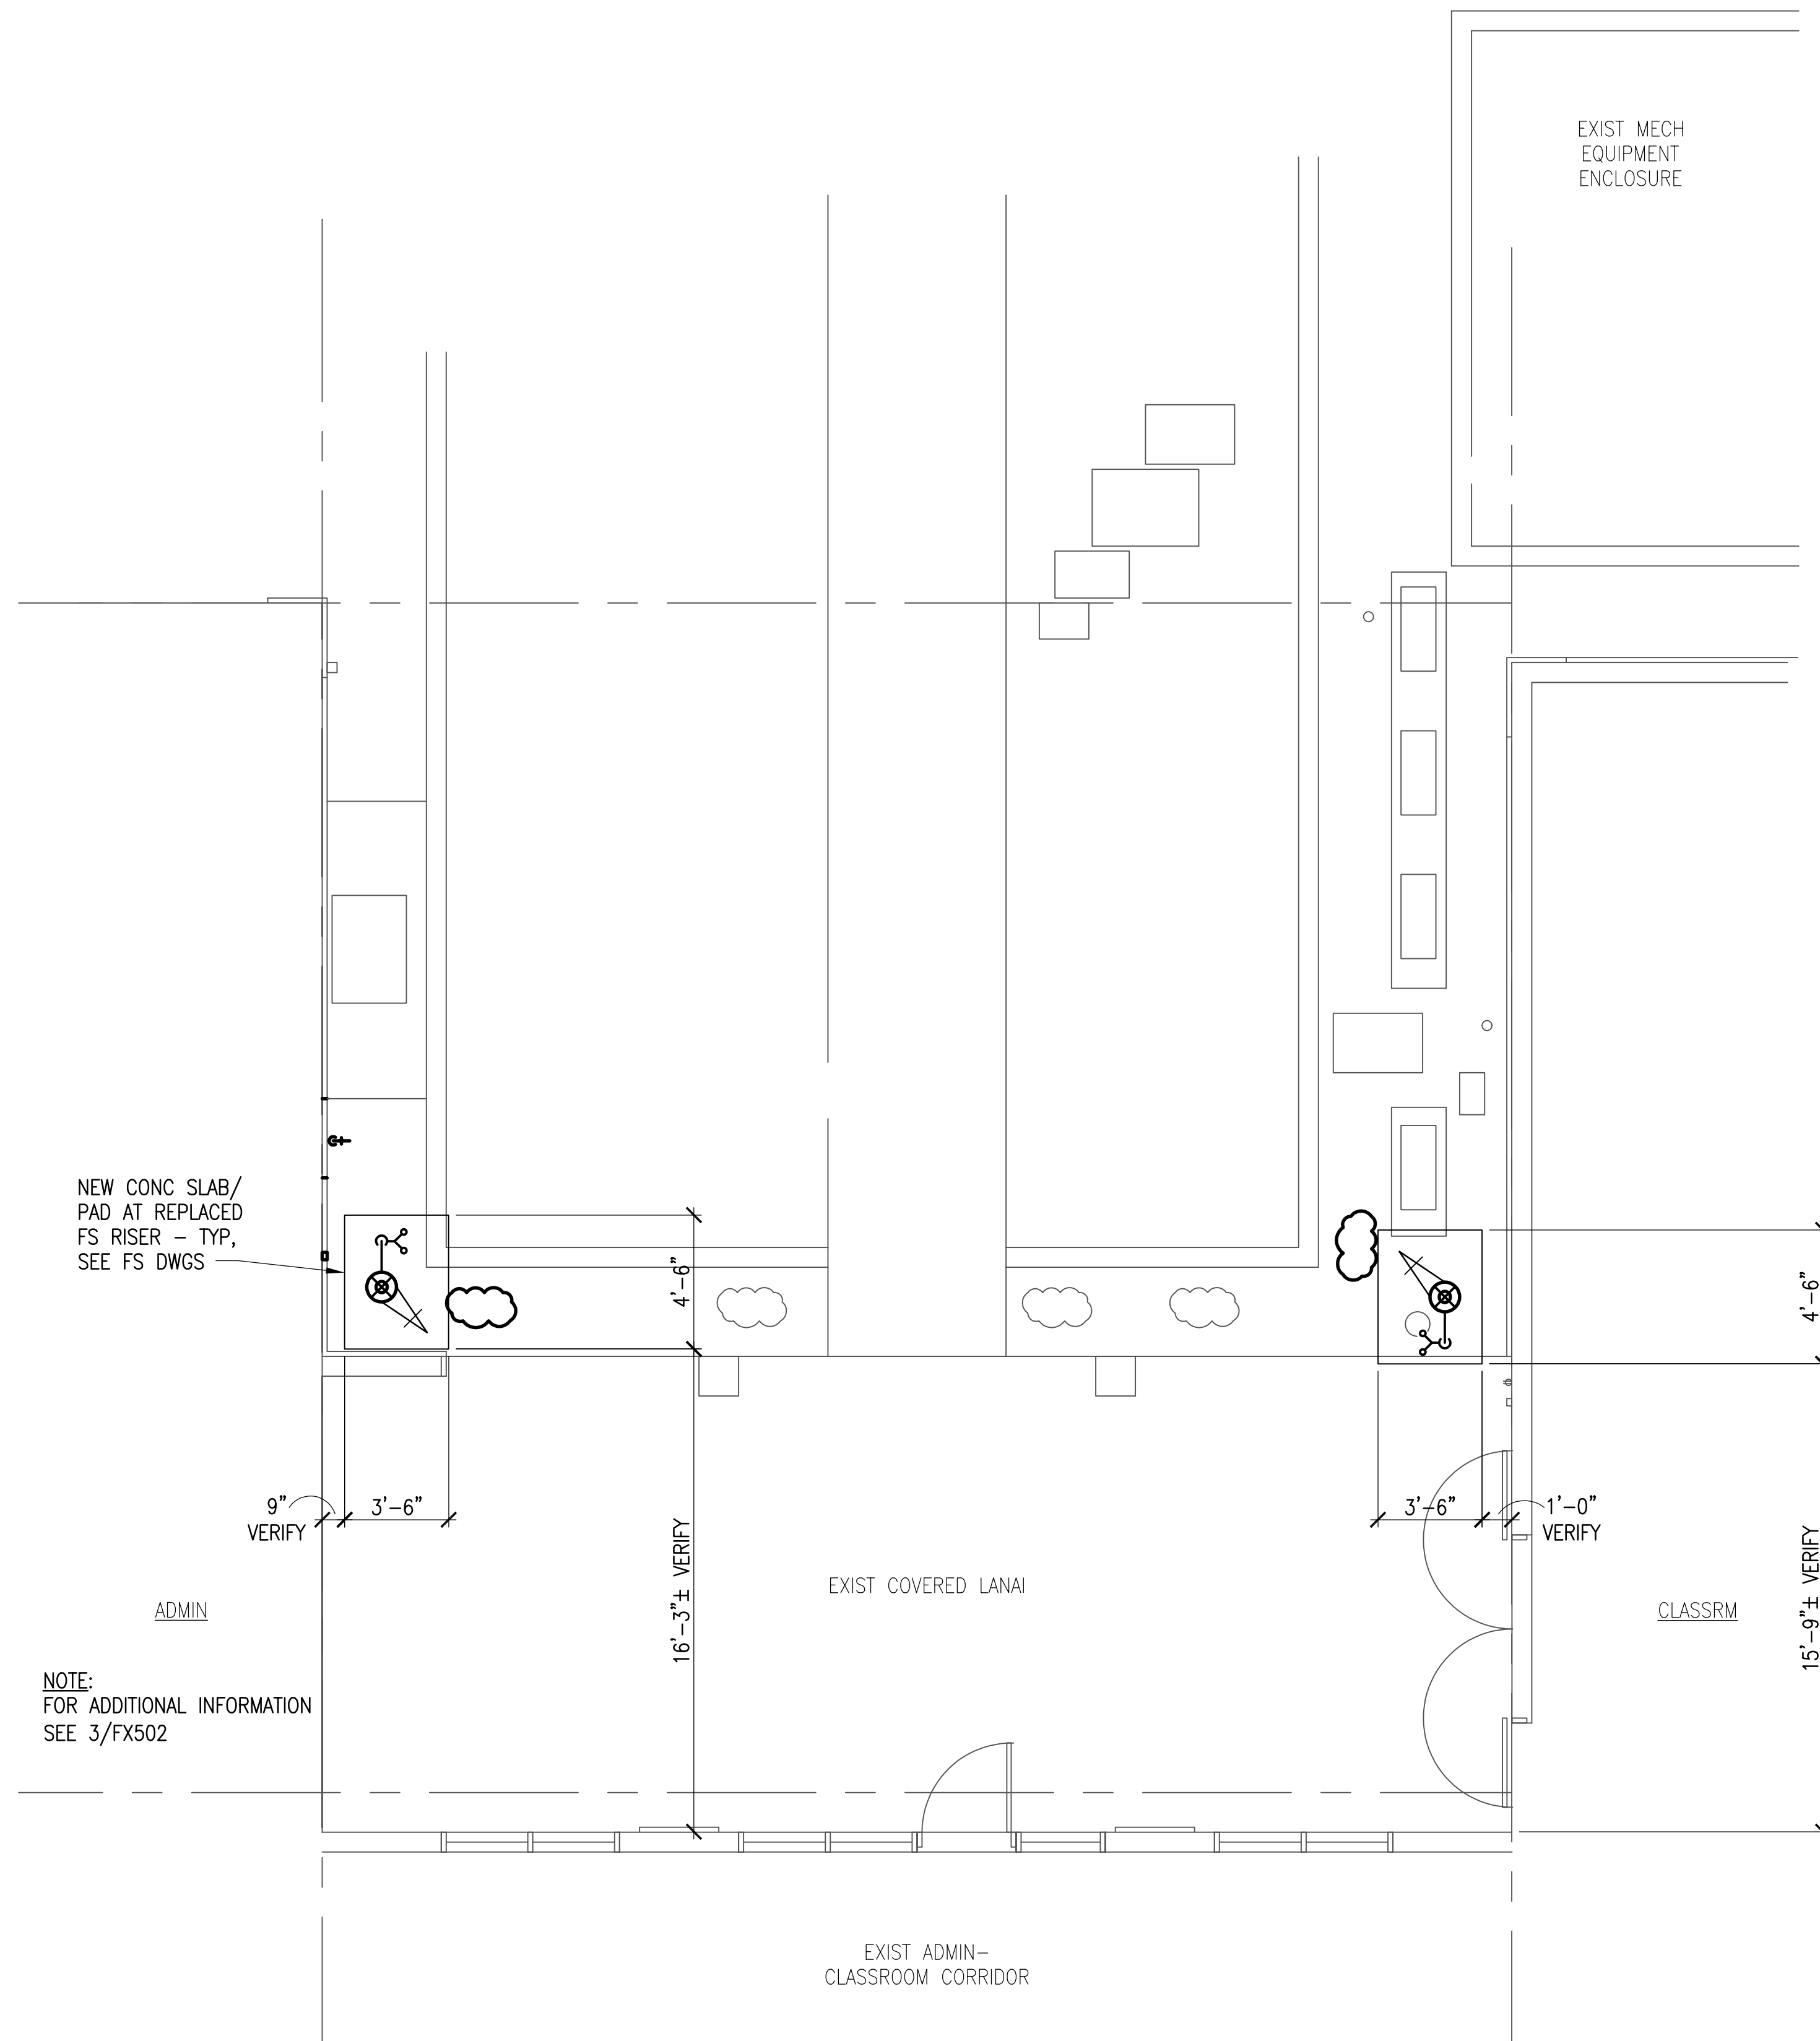 EXIST MECH
EQUIPMENT
ENCLOSURE
NEW CONC SLAB/
PAD AT REPLACED
FS RISER – TYP,
SEE FS DWGS
4'–6"
4'–6"
9"
VERIFY
3'–6"
3'–6"
1'–0"
VERIFY
16'–3"± VERIFY
15'–9"± VERIFY
EXIST COVERED LANAI
ADMIN
CLASSRM
NOTE:
FOR ADDITIONAL INFORMATION
SEE 3/FX502
EXIST ADMIN–
CLASSROOM CORRIDOR